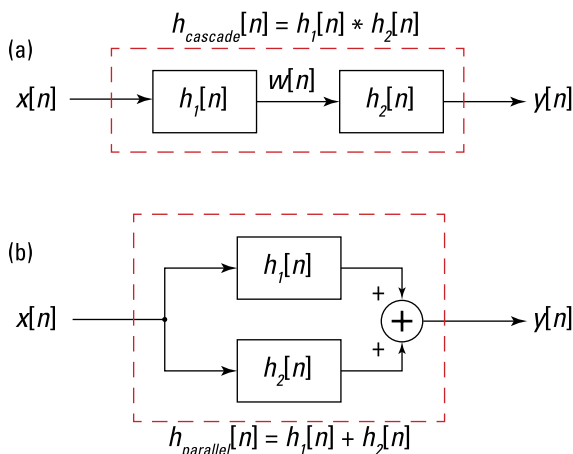 h_cascade[n] = h_1[n] * h_2[n]
(a)
x[n] h_1[n] w[n] h_2[n] y[n]
(b)
h_1[n]
+
x[n] + y[n]
+
h_2[n]
h_parallel[n] = h_1[n] + h_2[n]